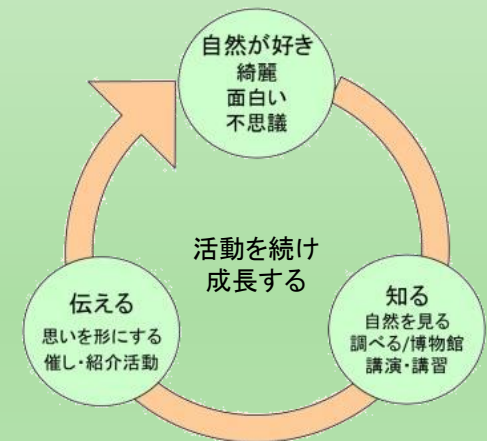 自然が好き
綺麗
面白い
不思議
活動を続け
成長する
伝える
思いを形にする
催し・紹介活動
知る
自然を見る
調べる/博物館
講演・講習